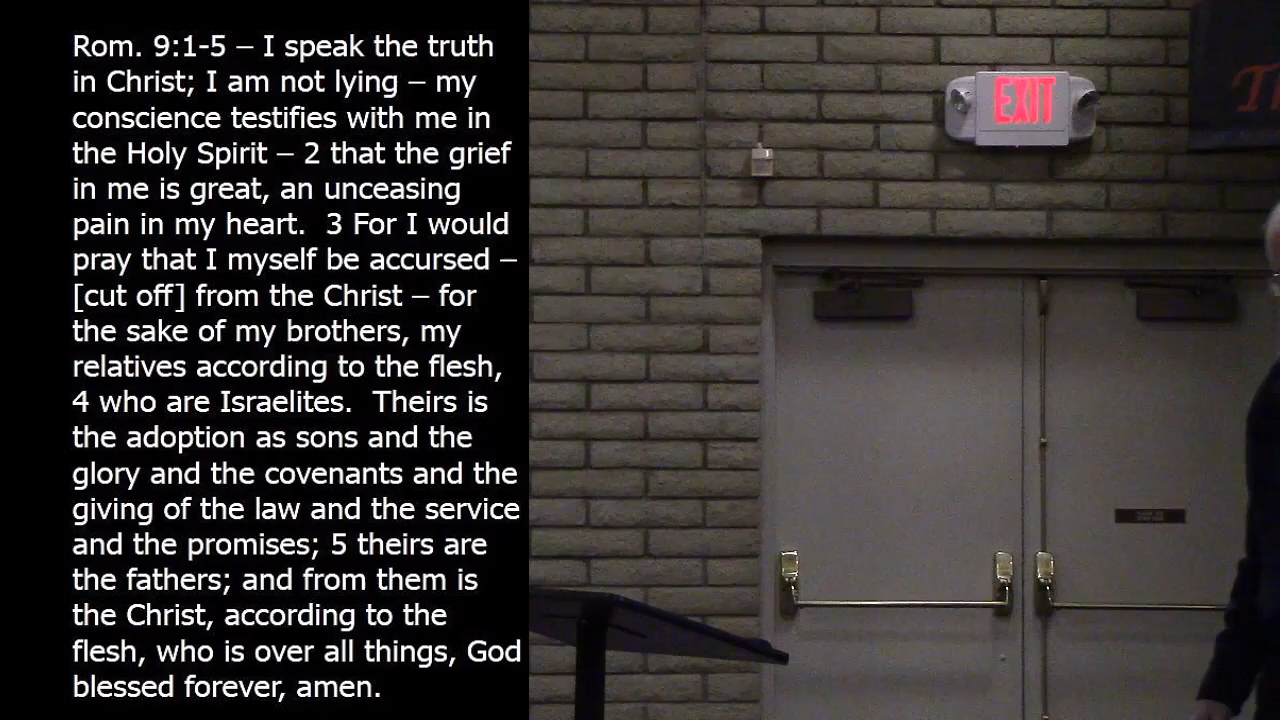 Rom. 9:1-5 – I speak the truth
in Christ; I am not lying – my
conscience testifies with me in
the Holy Spirit – 2 that the grief
in me is great, an unceasing
pain in my heart.  3 For I would
pray that I myself be accursed –
[cut off] from the Christ – for
the sake of my brothers, my
relatives according to the flesh,
4 who are Israelites.  Theirs is
the adoption as sons and the
glory and the covenants and the
giving of the law and the service
and the promises; 5 theirs are
the fathers; and from them is
the Christ, according to the
flesh, who is over all things, God
blessed forever, amen.
EXIT